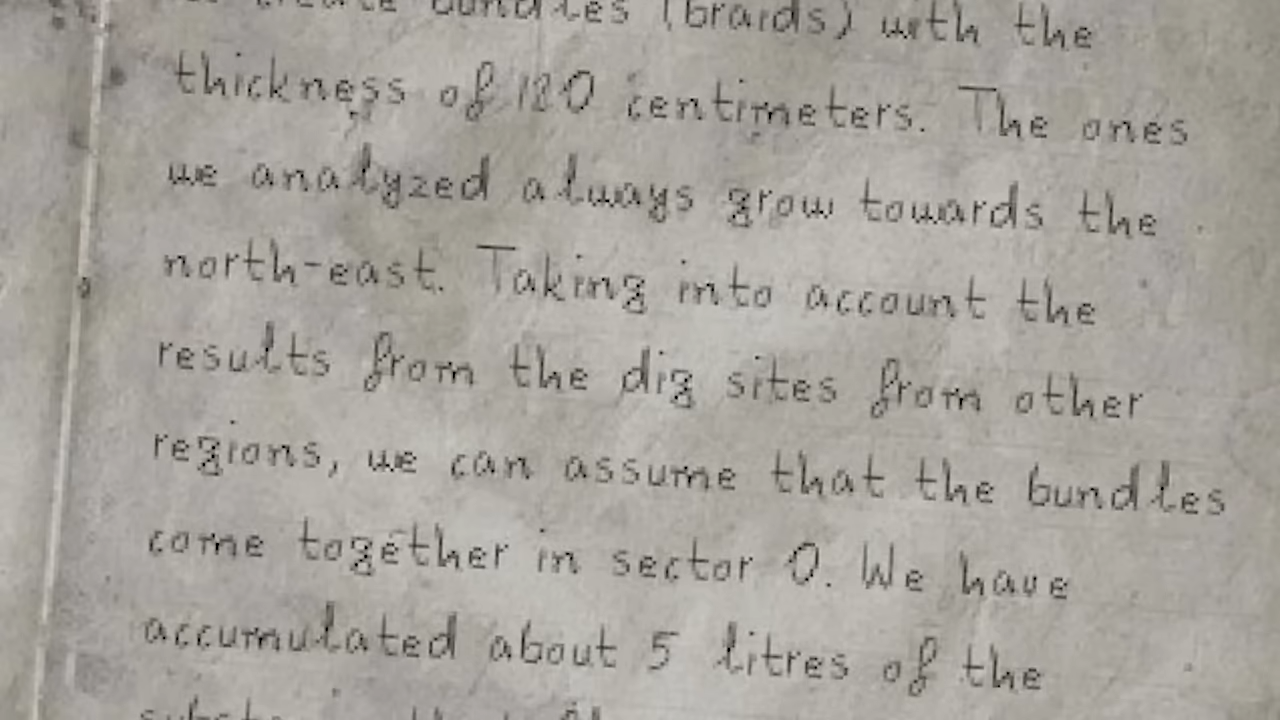 create bundles (braids) with the
thickness of 120 centimeters. The ones
we analyzed always grow towards the
north-east. Taking into account the
results from the dig sites from other
regions, we can assume that the bundles
come together in sector 0. We have
accumulated about 5 litres of the